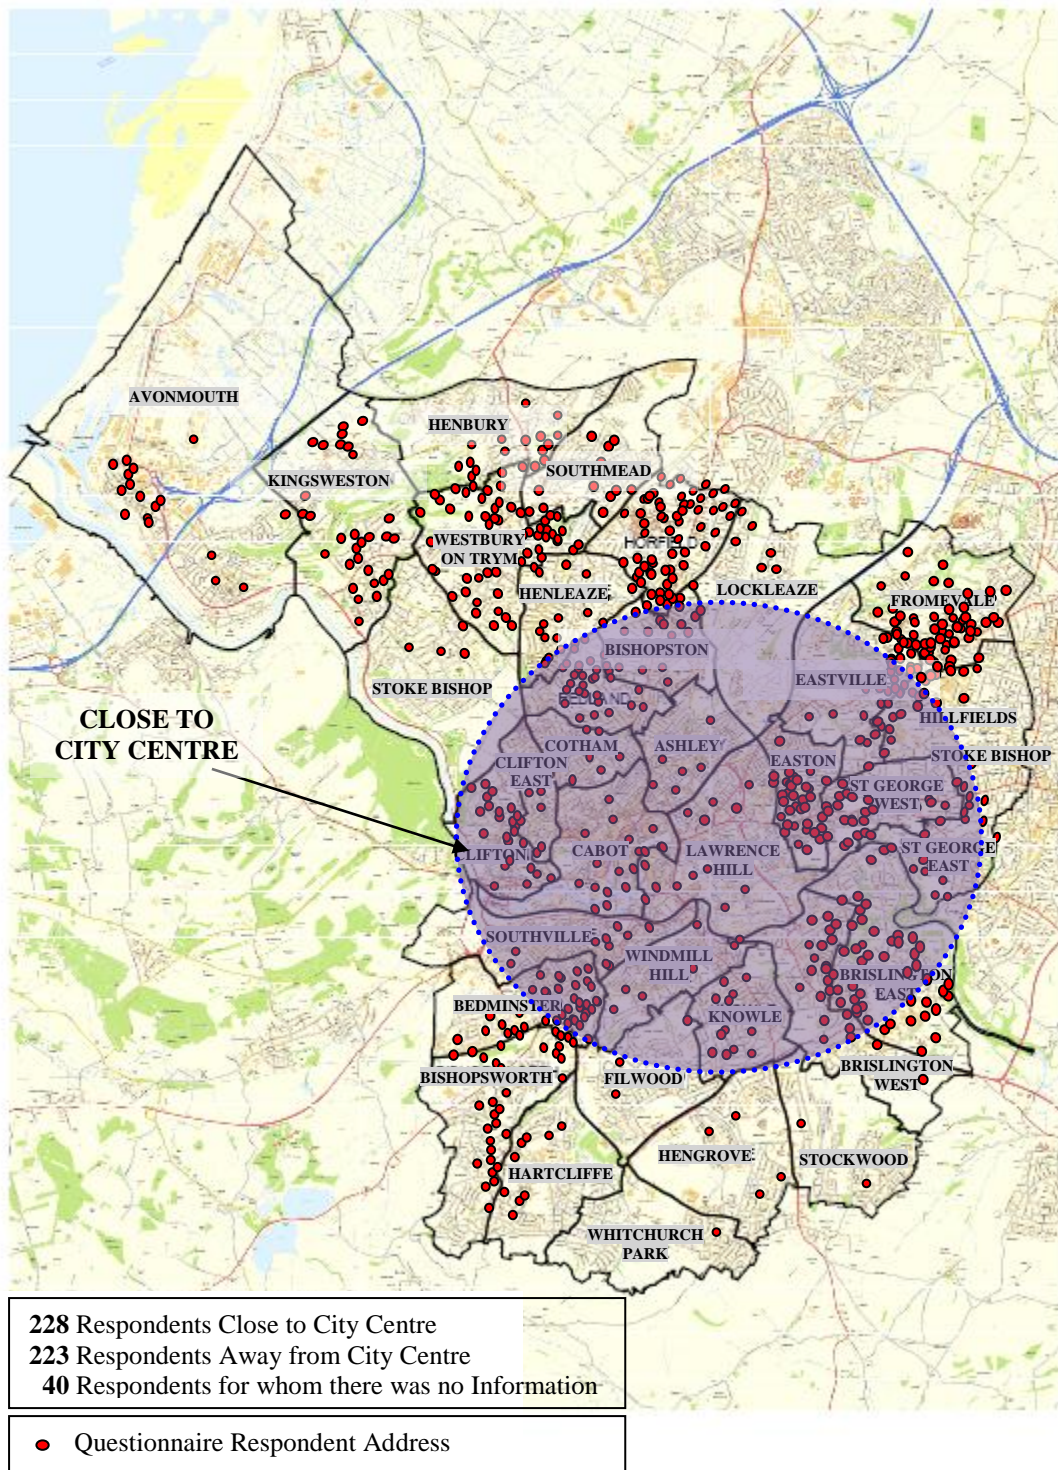 AVONMOUTH
HENBURY
KINGSWESTON
SOUTHMEAD
WESTBURY
ON TRYM
HORFIELD
HENLEAZE
LOCKLEAZE
FROMEVALE
BISHOPSTON
STOKE BISHOP
EASTVILLE
REDLAND
HILLFIELDS
CLOSE TO
CITY CENTRE
COTHAM
ASHLEY
CLIFTON
EAST
EASTON
STOKE BISHOP
ST GEORGE
WEST
CLIFTON
CABOT
LAWRENCE
HILL
ST GEORGE
EAST
SOUTHVILLE
WINDMILL
HILL
BRISLINGTON
EAST
BEDMINSTER
KNOWLE
BISHOPSWORTH
FILWOOD
BRISLINGTON
WEST
HENGROVE
STOCKWOOD
HARTCLIFFE
WHITCHURCH
PARK
228 Respondents Close to City Centre
223 Respondents Away from City Centre
40 Respondents for whom there was no Information
Questionnaire Respondent Address